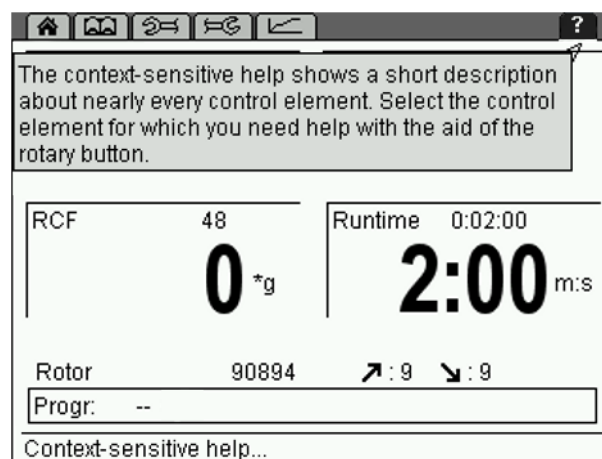 ?
The context-sensitive help shows a short description
about nearly every control element. Select the control
element for which you need help with the aid of the
rotary button.
RCF 48
0 *g
Runtime 0:02:00
2:00 m:s
Rotor 90894 ↗ : 9 ↘ : 9
Progr: --
Context-sensitive help...